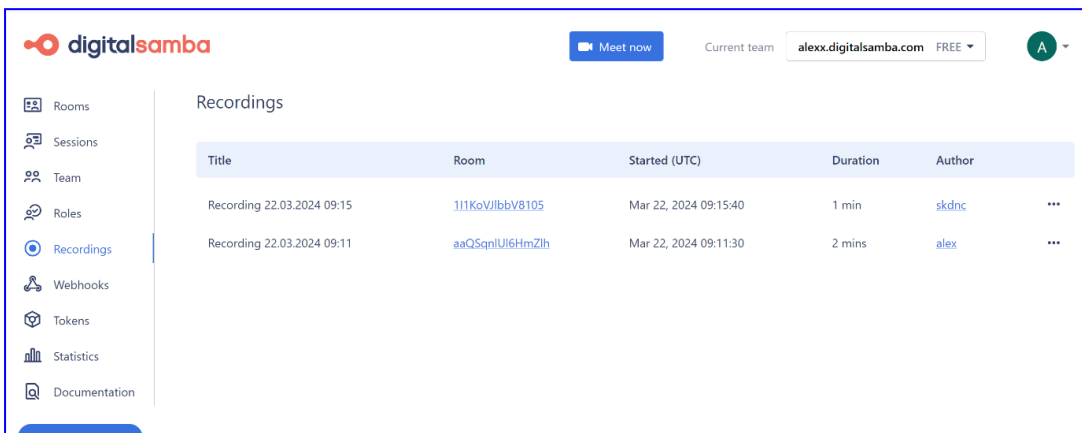 digitalsamba
Meet now
Current team
alexx.digitalsamba.com FREE
A
Rooms
Sessions
Team
Roles
Recordings
Webhooks
Tokens
Statistics
Documentation
Recordings
Title Room Started (UTC) Duration Author
Recording 22.03.2024 09:15 1I1KoVJlbbV8105 Mar 22, 2024 09:15:40 1 min skdnc
Recording 22.03.2024 09:11 aaQSqnlUl6HmZlh Mar 22, 2024 09:11:30 2 mins alex